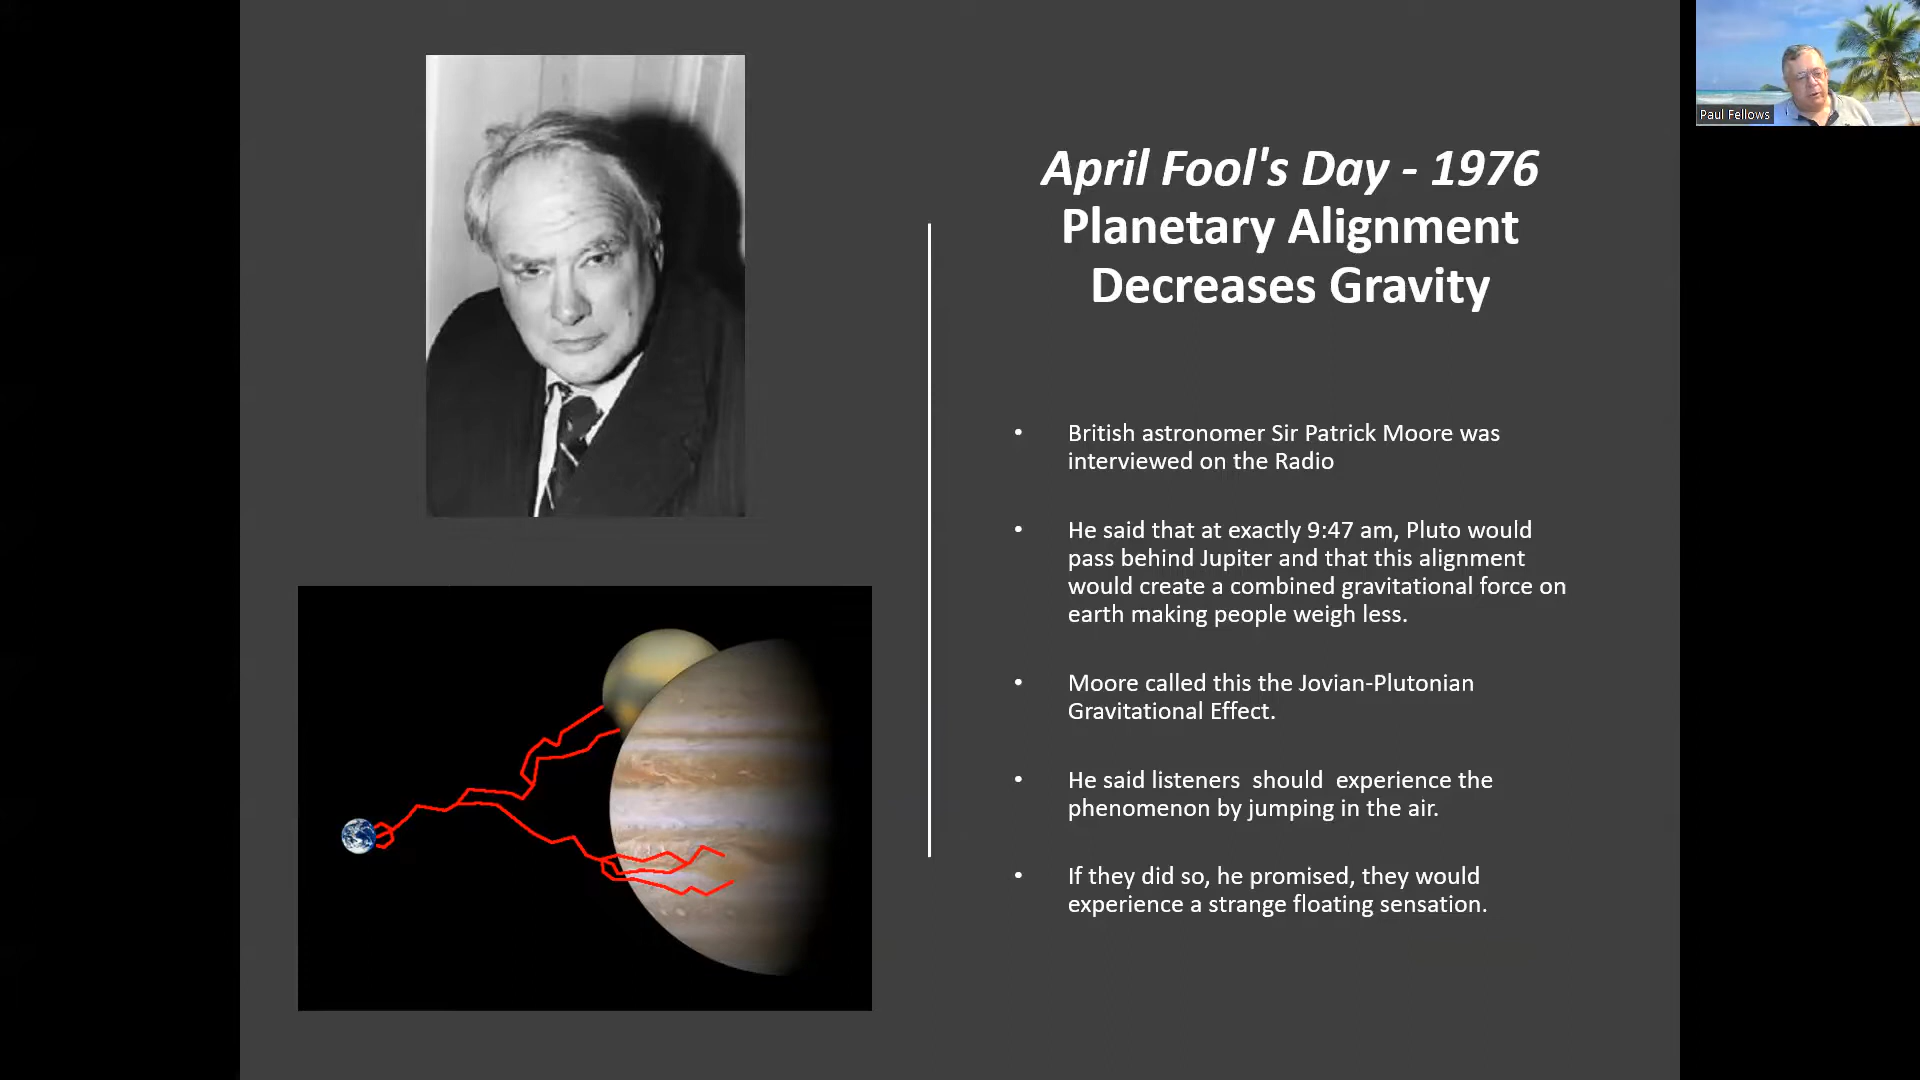 Paul Fellows
April Fool's Day - 1976
Planetary Alignment
Decreases Gravity
• British astronomer Sir Patrick Moore was
interviewed on the Radio
• He said that at exactly 9:47 am, Pluto would
pass behind Jupiter and that this alignment
would create a combined gravitational force on
earth making people weigh less.
• Moore called this the Jovian-Plutonian
Gravitational Effect.
• He said listeners  should  experience the
phenomenon by jumping in the air.
• If they did so, he promised, they would
experience a strange floating sensation.